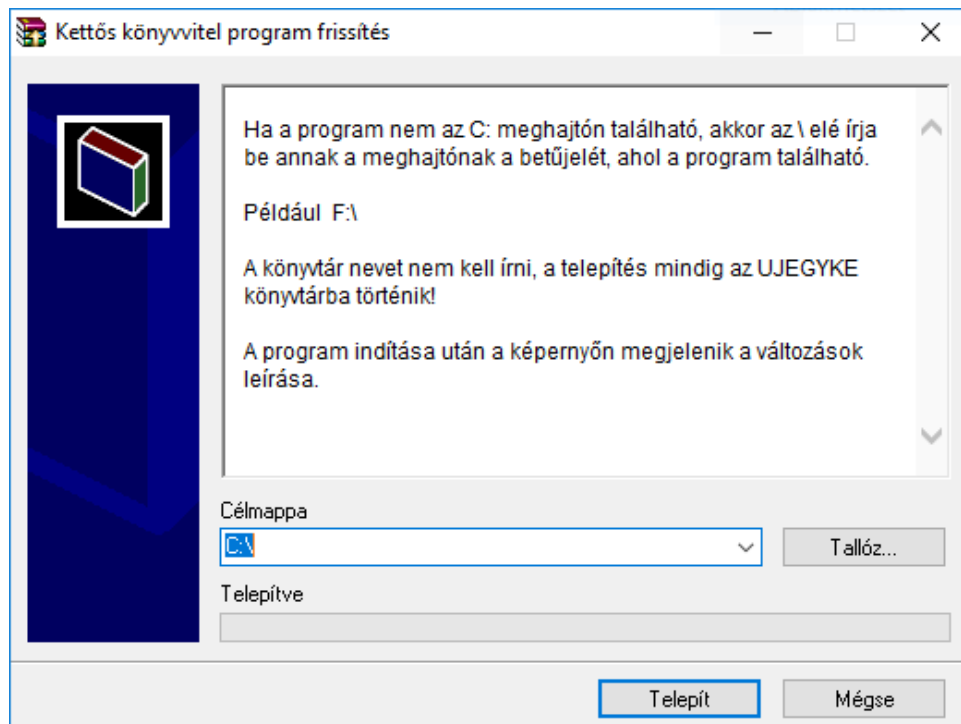 Kettős könyvvitel program frissítés
Ha a program nem az C: meghajtón található, akkor az \ elé írja
be annak a meghajtónak a betűjelét, ahol a program található.
Például  F:\
A könyvtár nevet nem kell írni, a telepítés mindig az UJEGYKE
könyvtárba történik!
A program indítása után a képernyőn megjelenik a változások
leírása.
Célmappa
C:\
Tallóz...
Telepítve
Telepít
Mégse